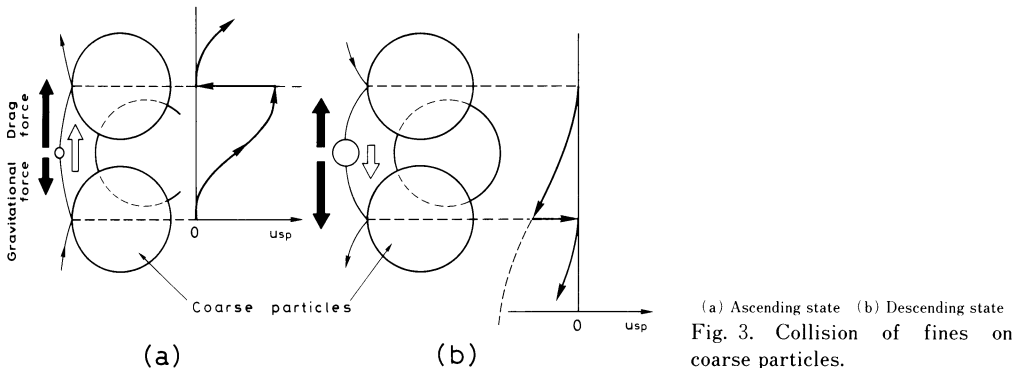 Drag force
Gravitational force
0
usp
Coarse particles
0
usp
(a)
(b)
(a) Ascending state (b) Descending state
Fig. 3. Collision of fines on
coarse particles.